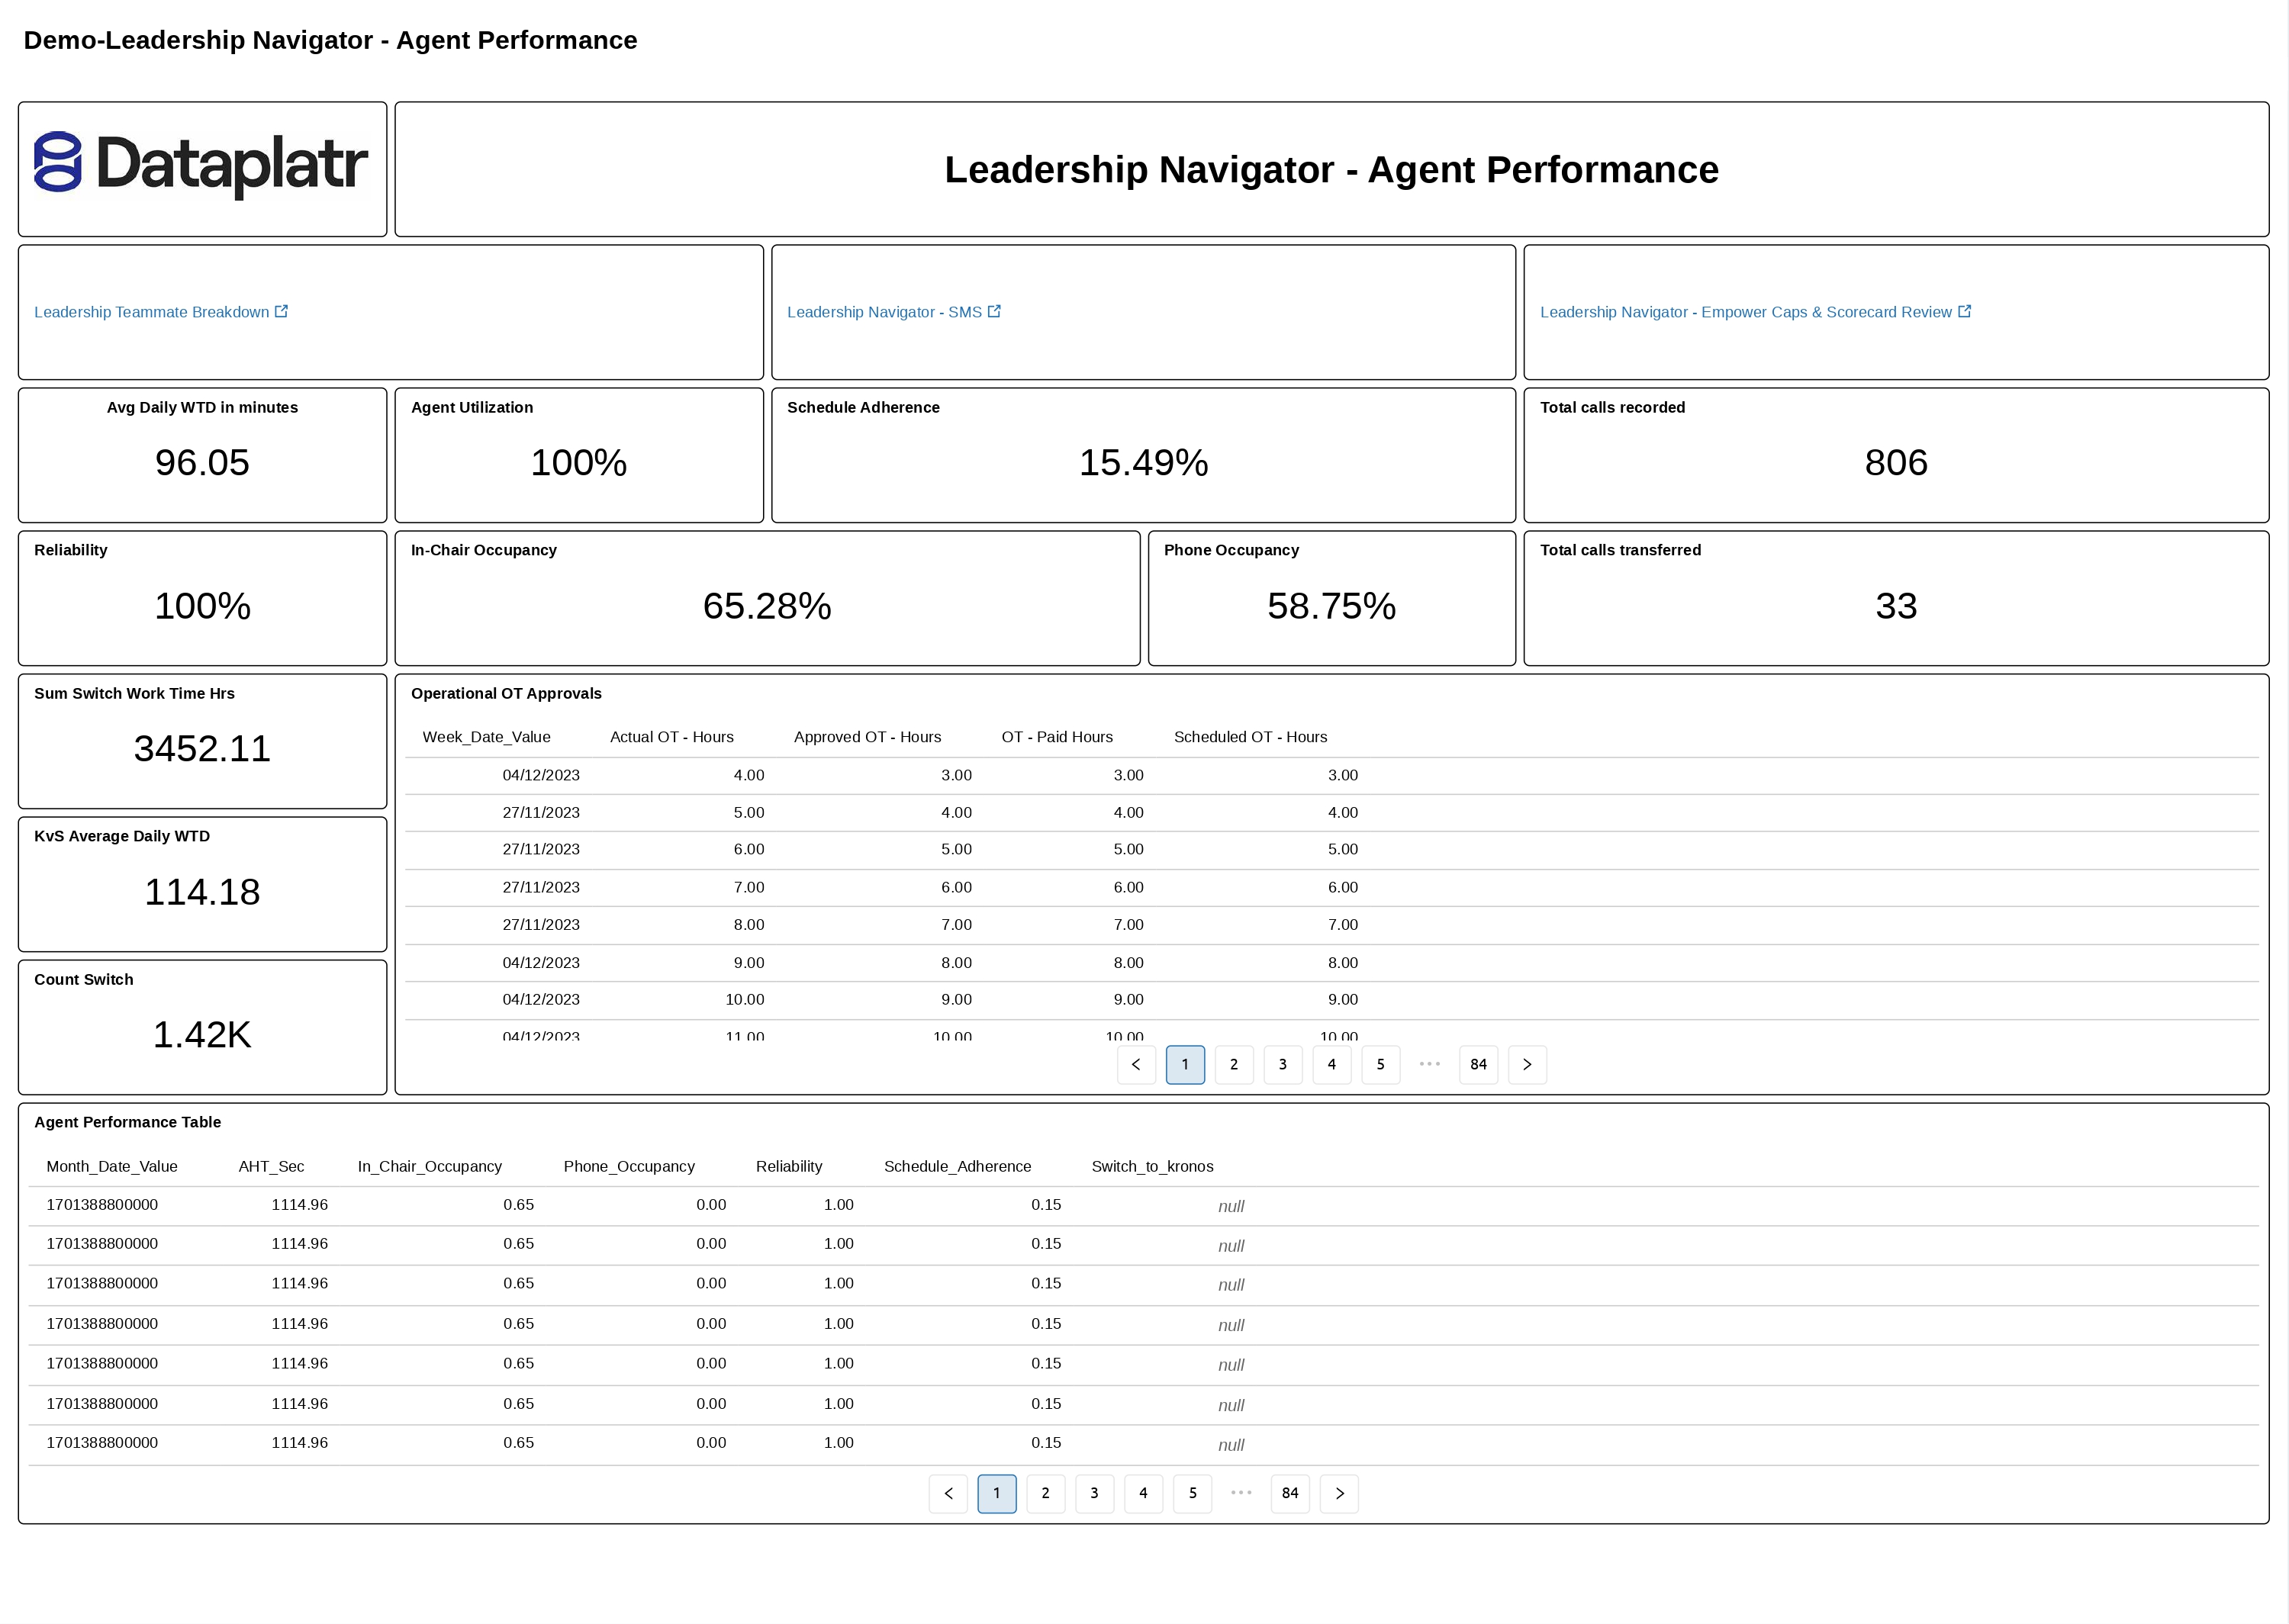 Demo-Leadership Navigator - Agent Performance
Dataplatr
Leadership Navigator - Agent Performance
Leadership Teammate Breakdown
Leadership Navigator - SMS
Leadership Navigator - Empower Caps & Scorecard Review
Avg Daily WTD in minutes
96.05
Agent Utilization
100%
Schedule Adherence
15.49%
Total calls recorded
806
Reliability
100%
In-Chair Occupancy
65.28%
Phone Occupancy
58.75%
Total calls transferred
33
Sum Switch Work Time Hrs
3452.11
KvS Average Daily WTD
114.18
Count Switch
1.42K
Operational OT Approvals
Week_Date_Value Actual OT - Hours Approved OT - Hours OT - Paid Hours Scheduled OT - Hours
04/12/2023 4.00 3.00 3.00 3.00
27/11/2023 5.00 4.00 4.00 4.00
27/11/2023 6.00 5.00 5.00 5.00
27/11/2023 7.00 6.00 6.00 6.00
27/11/2023 8.00 7.00 7.00 7.00
04/12/2023 9.00 8.00 8.00 8.00
04/12/2023 10.00 9.00 9.00 9.00
04/12/2023 11.00 10.00 10.00 10.00
1 2 3 4 5 ••• 84
Agent Performance Table
Month_Date_Value AHT_Sec In_Chair_Occupancy Phone_Occupancy Reliability Schedule_Adherence Switch_to_kronos
1701388800000 1114.96 0.65 0.00 1.00 0.15 null
1701388800000 1114.96 0.65 0.00 1.00 0.15 null
1701388800000 1114.96 0.65 0.00 1.00 0.15 null
1701388800000 1114.96 0.65 0.00 1.00 0.15 null
1701388800000 1114.96 0.65 0.00 1.00 0.15 null
1701388800000 1114.96 0.65 0.00 1.00 0.15 null
1701388800000 1114.96 0.65 0.00 1.00 0.15 null
1 2 3 4 5 ••• 84